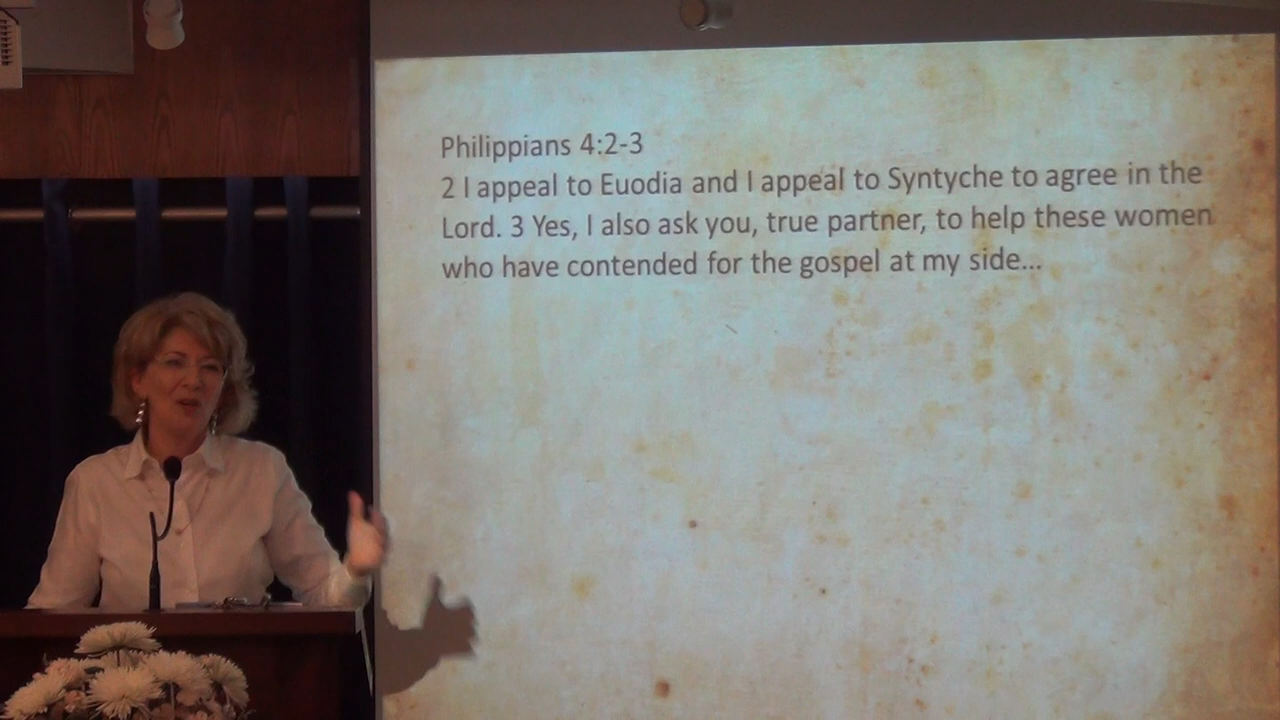 Philippians 4:2-3
2 I appeal to Euodia and I appeal to Syntyche to agree in the
Lord. 3 Yes, I also ask you, true partner, to help these women
who have contended for the gospel at my side...